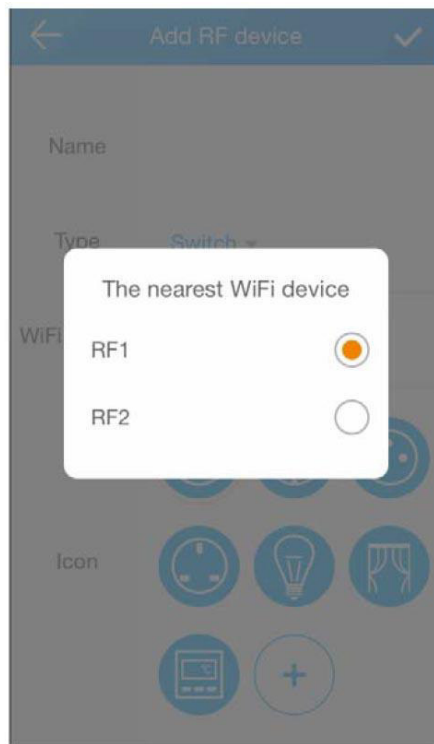 Add RF device
Name
Type Switch
The nearest WiFi device
WiFi
RF1
RF2
Icon
°C